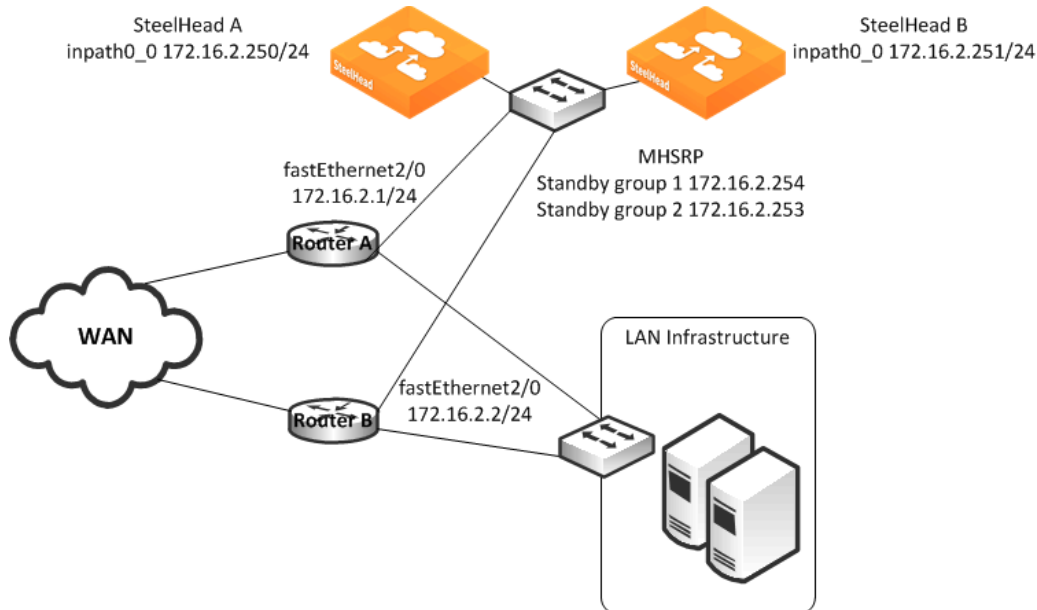 SteelHead A
inpath0_0 172.16.2.250/24
SteelHead B
inpath0_0 172.16.2.251/24
SteelHead
SteelHead
MHSRP
Standby group 1 172.16.2.254
Standby group 2 172.16.2.253
fastEthernet2/0
172.16.2.1/24
Router A
WAN
LAN Infrastructure
fastEthernet2/0
172.16.2.2/24
Router B